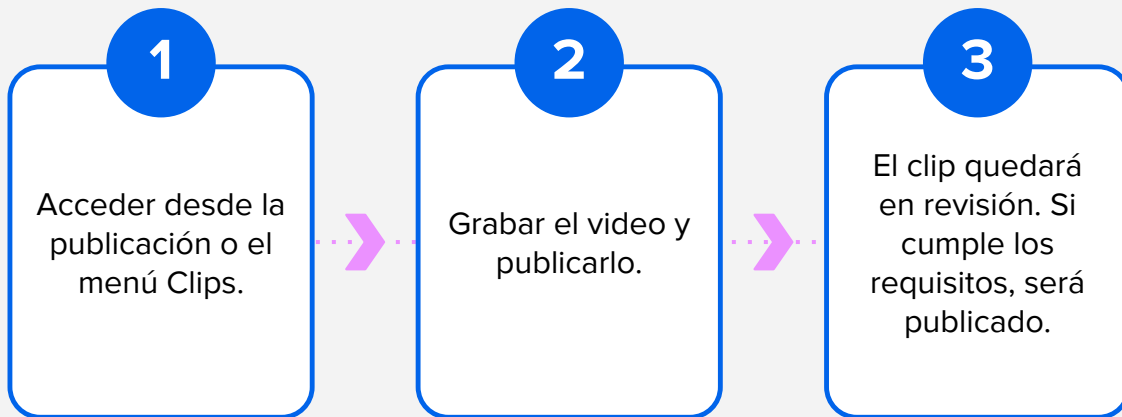 1
Acceder desde la
publicación o el
menú Clips.
2
Grabar el video y
publicarlo.
3
El clip quedará
en revisión. Si
cumple los
requisitos, será
publicado.